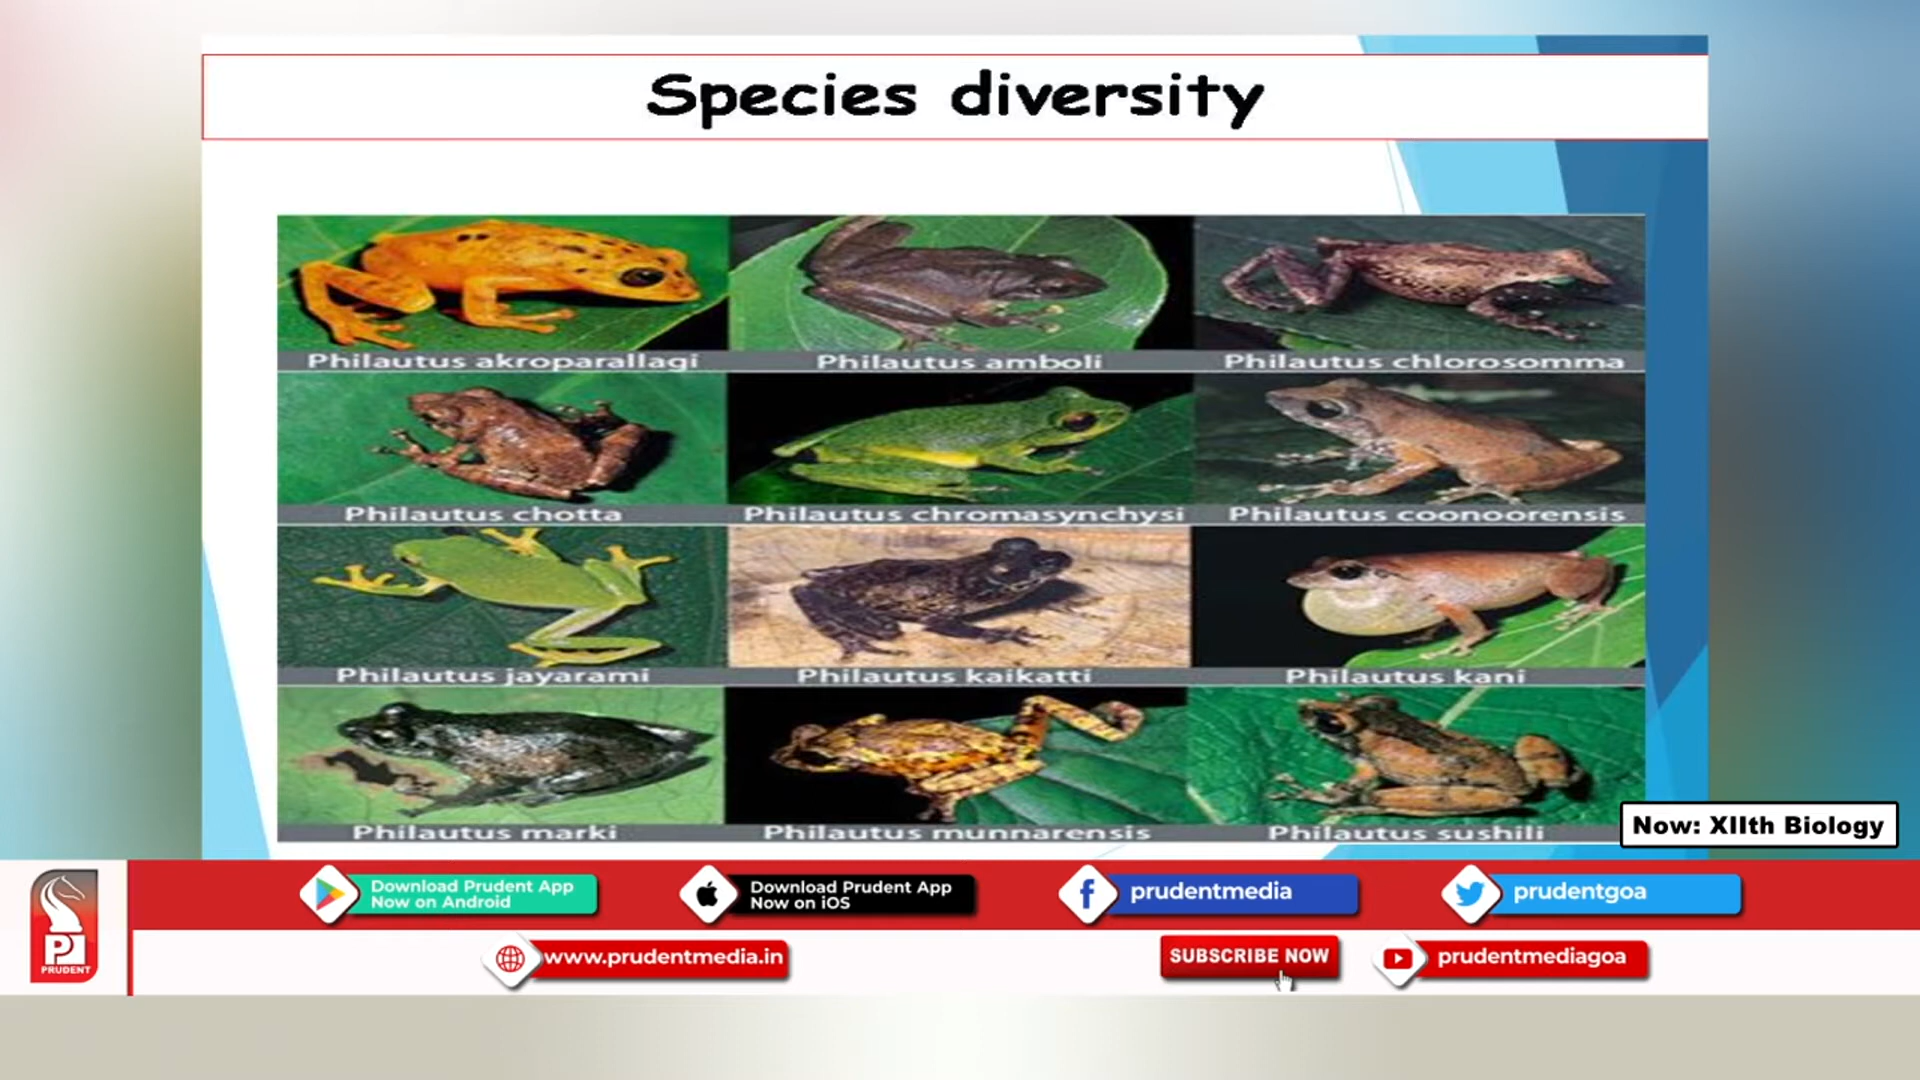 Species diversity
Philautus akroparallagi
Philautus amboli
Philautus chlorosomma
Philautus chotta
Philautus chromasynchysi
Philautus coonoorensis
Philautus jayarami
Philautus kaikatti
Philautus kani
Philautus marki
Philautus munnarensis
Philautus sushili
Now: XIIth Biology
PRUDENT
Download Prudent App
Now on Android
Download Prudent App
Now on iOS
prudentmedia
prudentgoa
www.prudentmedia.in
SUBSCRIBE NOW
prudentmediagoa